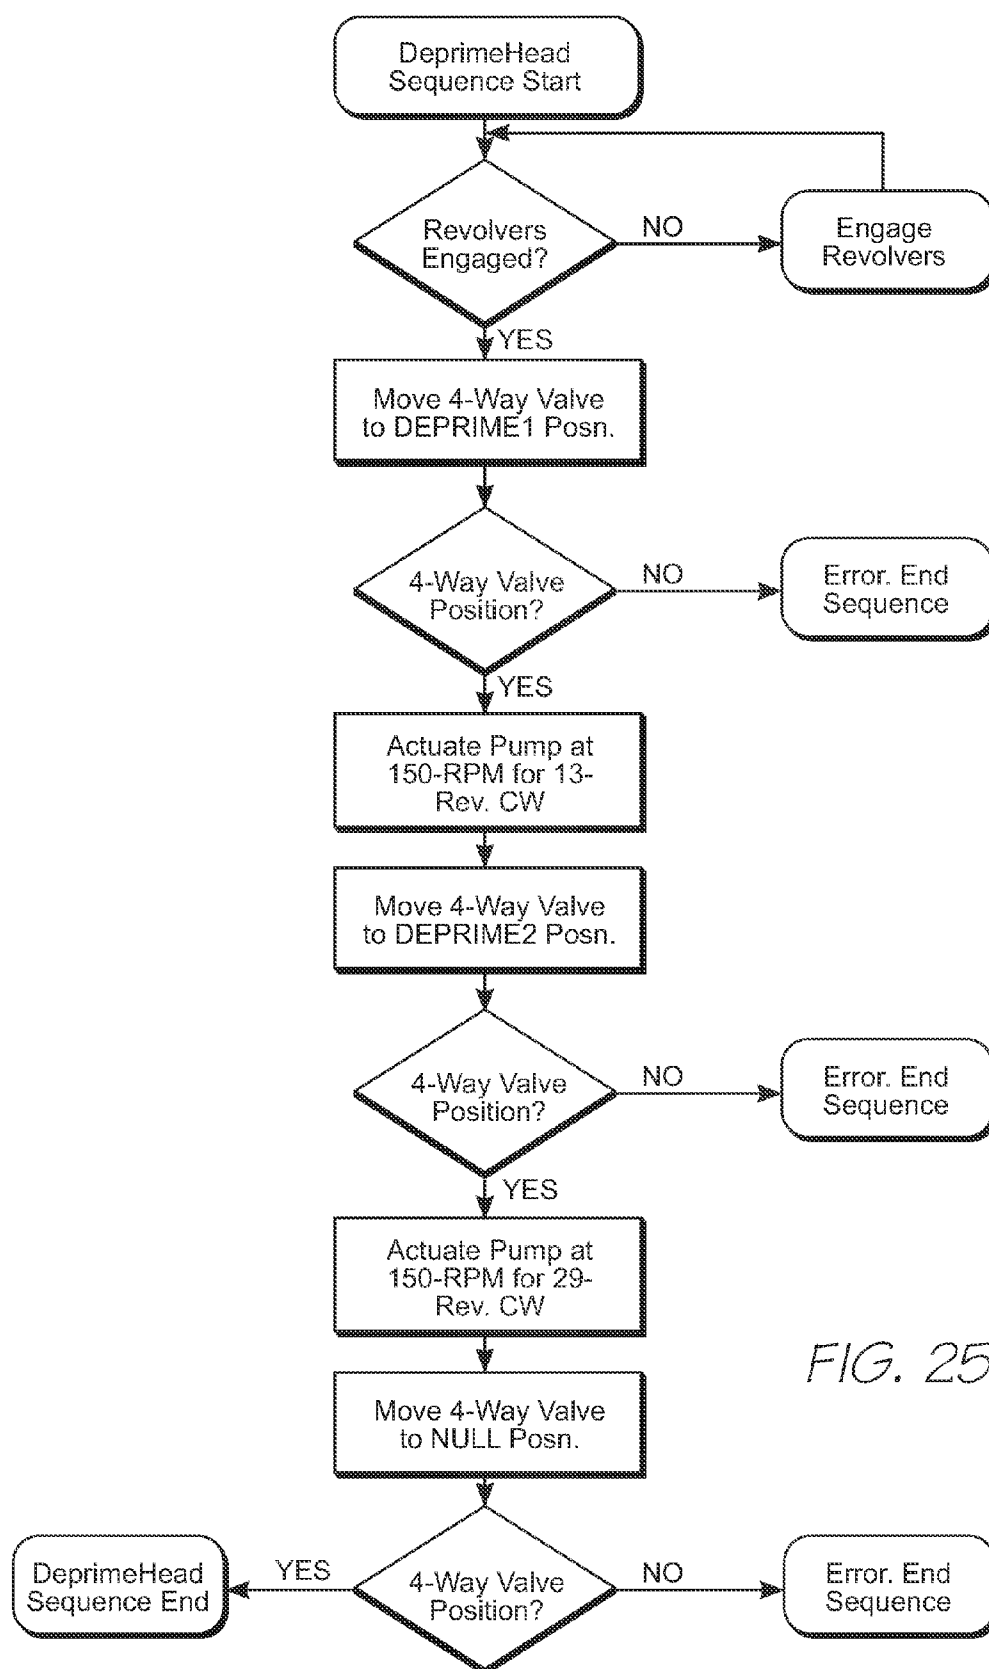 DeprimeHead
Sequence Start
Revolvers
Engaged?
NO
Engage
Revolvers
YES
Move 4-Way Valve
to DEPRIME1 Posn.
4-Way Valve
Position?
NO
Error. End
Sequence
YES
Actuate Pump at
150-RPM for 13-
Rev. CW
Move 4-Way Valve
to DEPRIME2 Posn.
4-Way Valve
Position?
NO
Error. End
Sequence
YES
Actuate Pump at
150-RPM for 29-
Rev. CW
FIG. 25
Move 4-Way Valve
to NULL Posn.
DeprimeHead
Sequence End
YES
4-Way Valve
Position?
NO
Error. End
Sequence